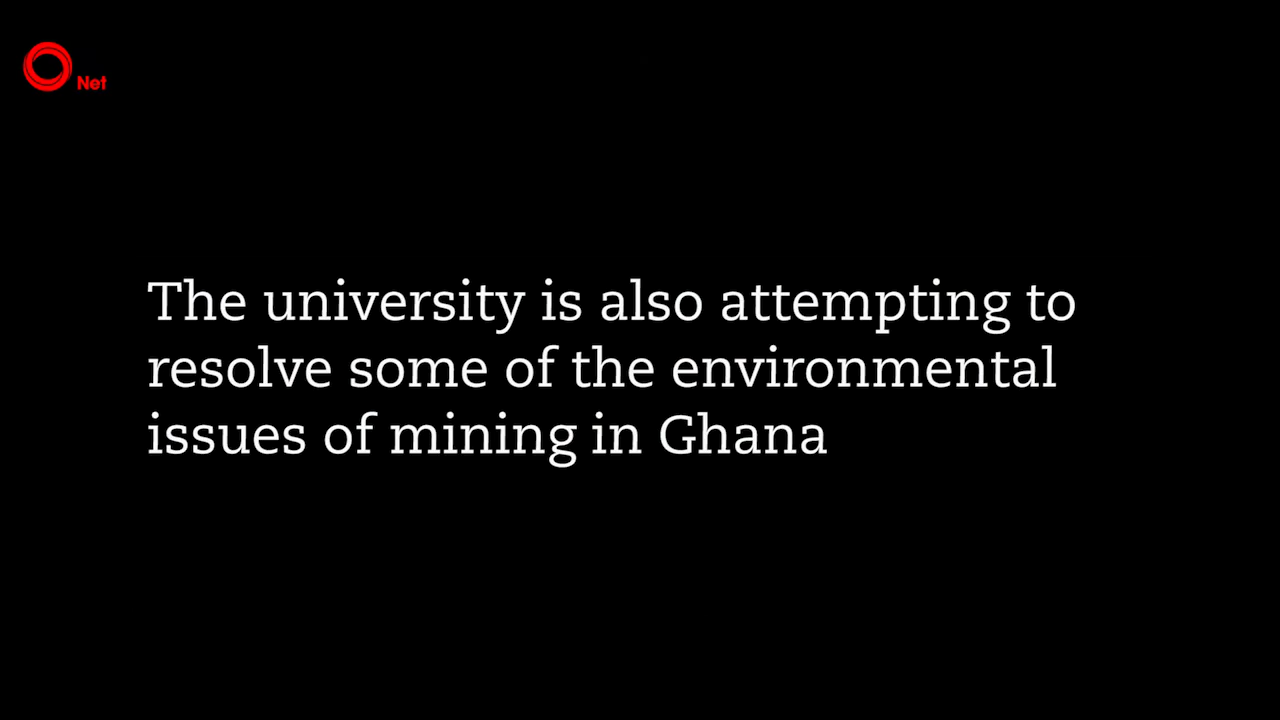 Net
The university is also attempting to
resolve some of the environmental
issues of mining in Ghana